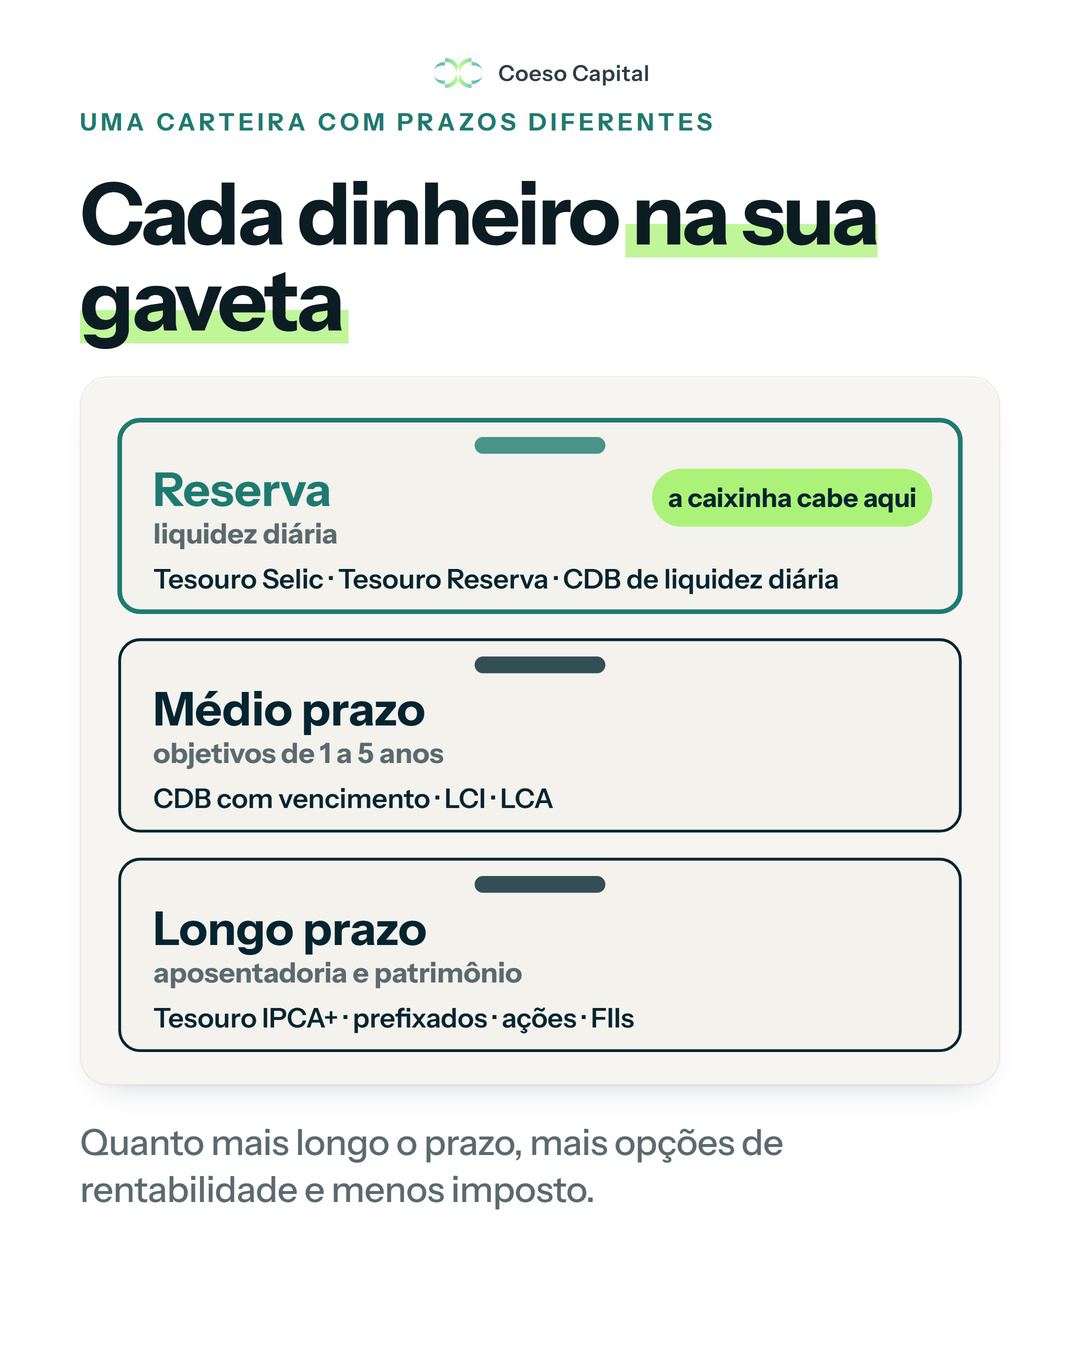 Coeso Capital
UMA CARTEIRA COM PRAZOS DIFERENTES
Cada dinheiro na sua
gaveta
Reserva
a caixinha cabe aqui
liquidez diária
Tesouro Selic · Tesouro Reserva · CDB de liquidez diária
Médio prazo
objetivos de 1 a 5 anos
CDB com vencimento · LCI · LCA
Longo prazo
aposentadoria e patrimônio
Tesouro IPCA+ · prefixados · ações · FIIs
Quanto mais longo o prazo, mais opções de
rentabilidade e menos imposto.